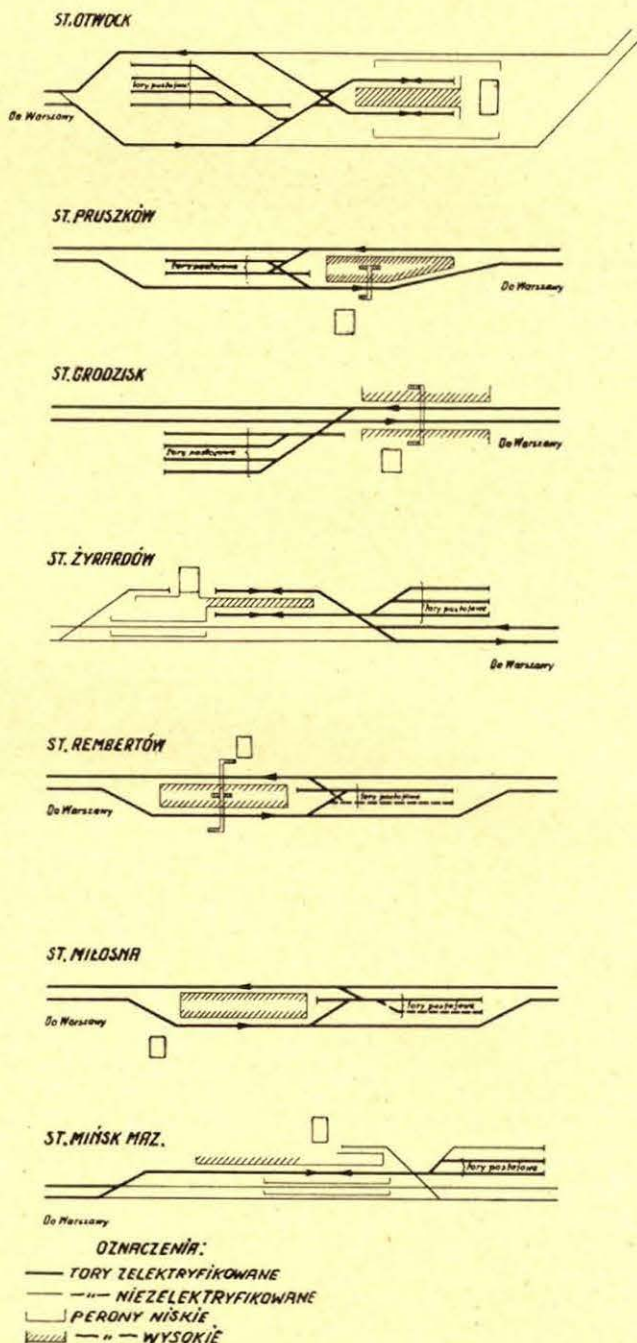 ST. OTWOCK
Tory postojowe
Do Warszawy
ST. PRUSZKÓW
Tory postojowe
Do Warszawy
ST. GRODZISK
Tory postojowe
Do Warszawy
ST. ŻYRARDÓW
Tory postojowe
Do Warszawy
ST. REMBERTÓW
Tory postojowe
Do Warszawy
ST. MIŁOSNA
Tory postojowe
Do Warszawy
ST. MIŃSK MAZ.
Tory postojowe
Do Warszawy
OZNACZENIA:
TORY ZELEKTRYFIKOWANE
—„— NIEZELEKTRYFIKOWANE
PERONY NISKIE
—„— WYSOKIE